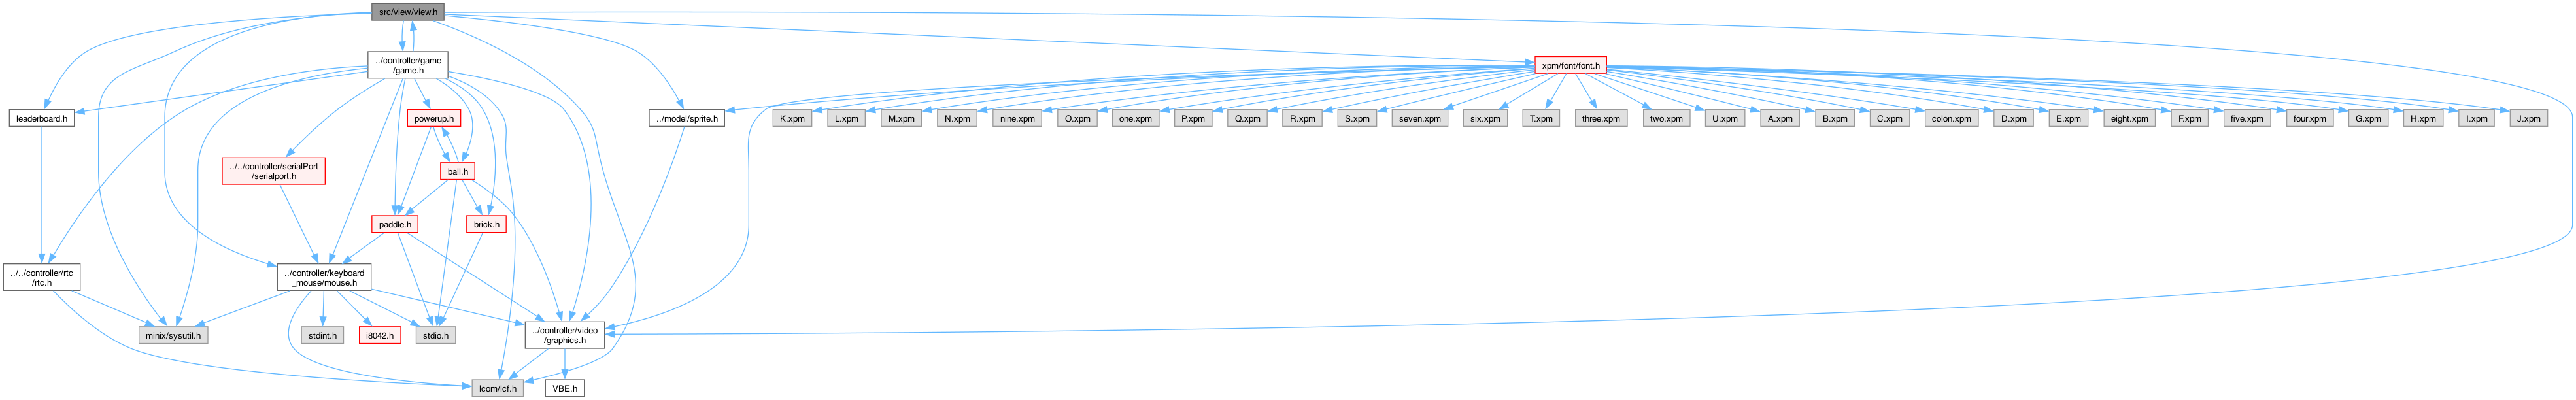 src/view/view.h
../controller/game
/game.h
xpm/font/font.h
leaderboard.h
powerup.h
../model/sprite.h
K.xpm
L.xpm
M.xpm
N.xpm
nine.xpm
O.xpm
one.xpm
P.xpm
Q.xpm
R.xpm
S.xpm
seven.xpm
six.xpm
T.xpm
three.xpm
two.xpm
U.xpm
A.xpm
B.xpm
C.xpm
colon.xpm
D.xpm
E.xpm
eight.xpm
F.xpm
five.xpm
four.xpm
G.xpm
H.xpm
I.xpm
J.xpm
../../controller/serialPort
/serialport.h
ball.h
paddle.h
brick.h
../../controller/rtc
/rtc.h
../controller/keyboard
_mouse/mouse.h
minix/sysutil.h
stdint.h
i8042.h
stdio.h
../controller/video
/graphics.h
lcom/lcf.h
VBE.h